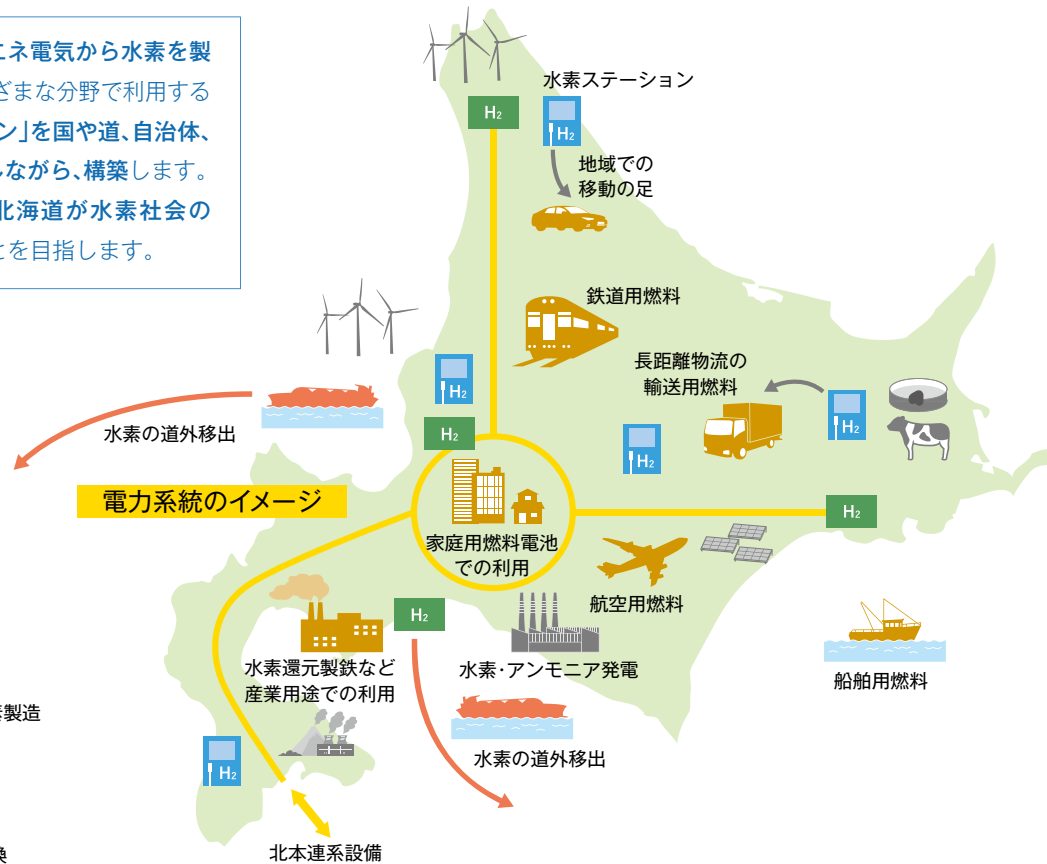 エネ電気から水素を製
ざまな分野で利用する
ン」を国や道、自治体、
しながら、構築します。
北海道が水素社会の
とを目指します。
水素ステーション
H₂
H₂
地域での
移動の足
鉄道用燃料
長距離物流の
輸送用燃料
H₂
H₂
水素の道外移出
H₂
H₂
電力系統のイメージ
H₂
家庭用燃料電池
での利用
航空用燃料
H₂
水素還元製鉄など
産業用途での利用
水素・アンモニア発電
船舶用燃料
素製造
水素の道外移出
H₂
北本連系設備
換